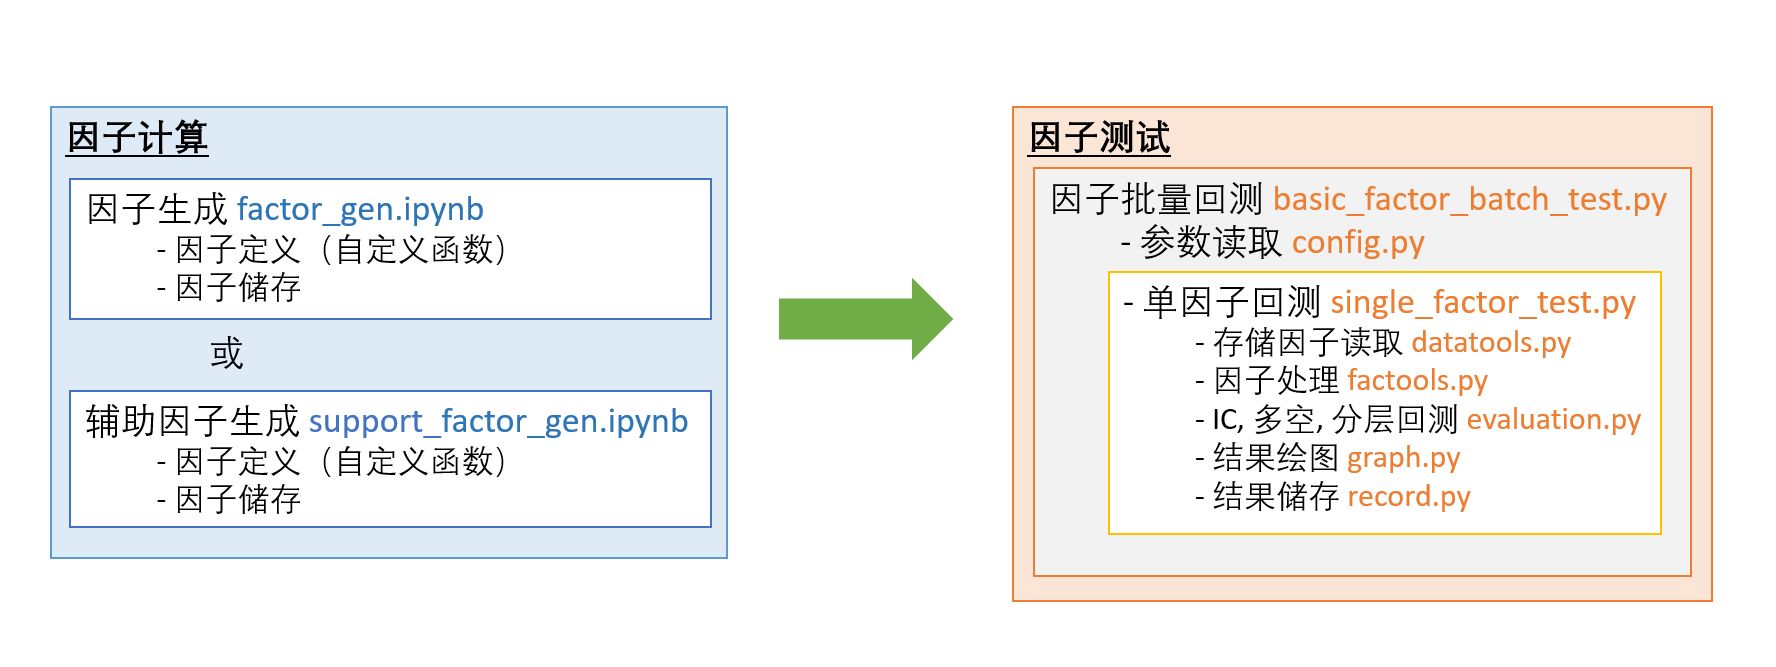 因子计算
因子生成 factor_gen.ipynb
- 因子定义（自定义函数）
- 因子储存
或
辅助因子生成 support_factor_gen.ipynb
- 因子定义（自定义函数）
- 因子储存
因子测试
因子批量回测 basic_factor_batch_test.py
- 参数读取 config.py
- 单因子回测 single_factor_test.py
- 存储因子读取 datatools.py
- 因子处理 factools.py
- IC, 多空, 分层回测 evaluation.py
- 结果绘图 graph.py
- 结果储存 record.py